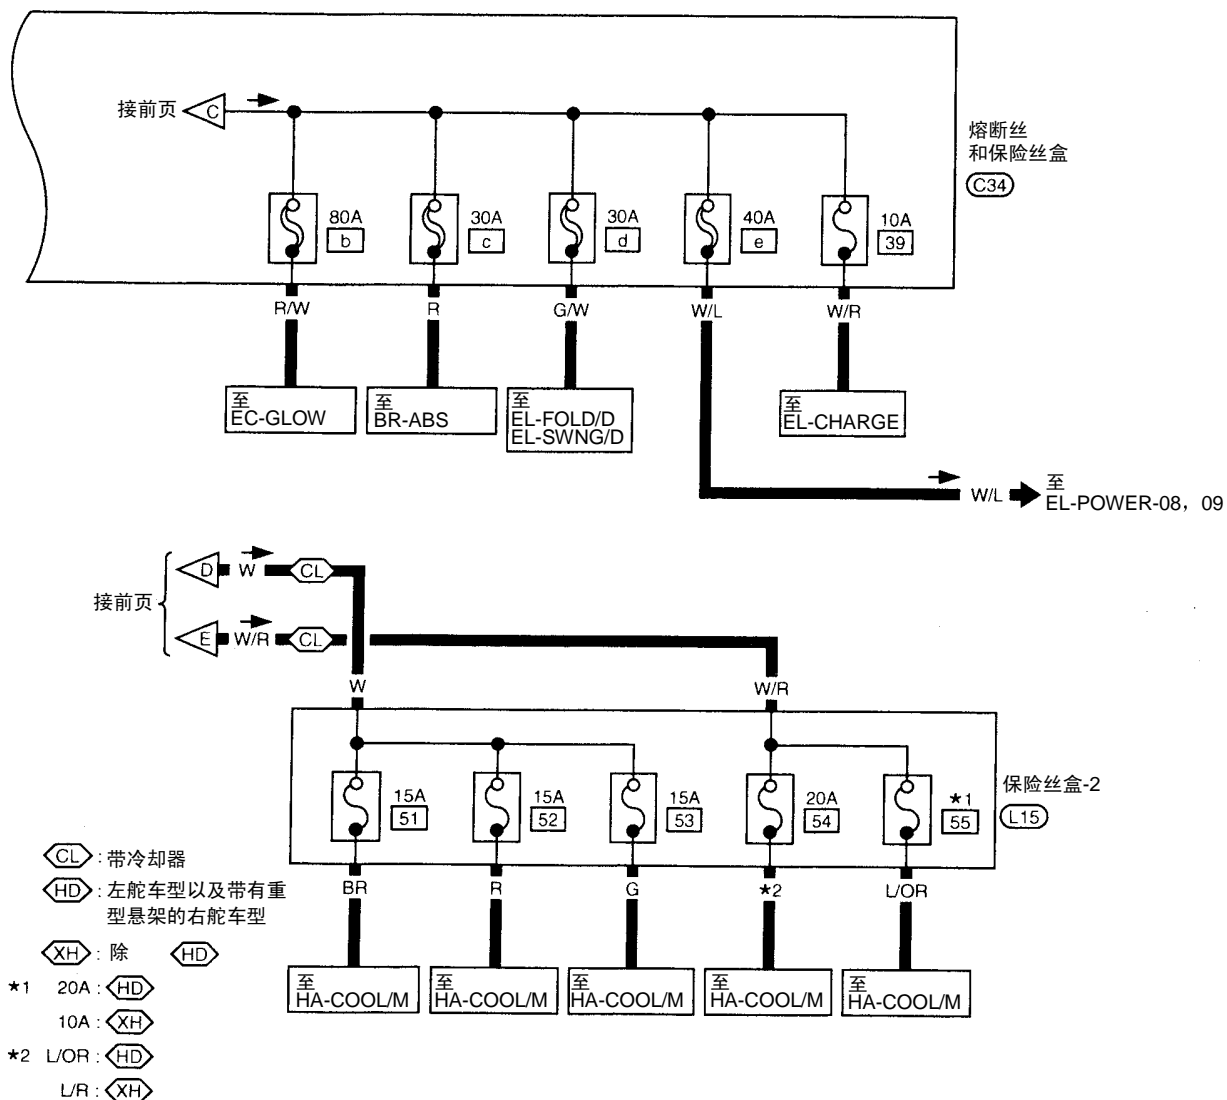 接前页 C
熔断丝
和保险丝盒
C34
80A
b
30A
c
30A
d
40A
e
10A
39
R/W
R
G/W
W/L
W/R
至
EC-GLOW
至
BR-ABS
至
EL-FOLD/D
EL-SWNG/D
至
EL-CHARGE
W/L
至
EL-POWER-08，09
接前页
D W CL
E W/R CL
W
W/R
15A
51
15A
52
15A
53
20A
54
★1
55
保险丝盒-2
L15
BR
R
G
★2
L/OR
至
HA-COOL/M
至
HA-COOL/M
至
HA-COOL/M
至
HA-COOL/M
至
HA-COOL/M
CL : 带冷却器
HD : 左舵车型以及带有重
型悬架的右舵车型
XH : 除 HD
★1 20A : HD
10A : XH
★2 L/OR : HD
L/R : XH